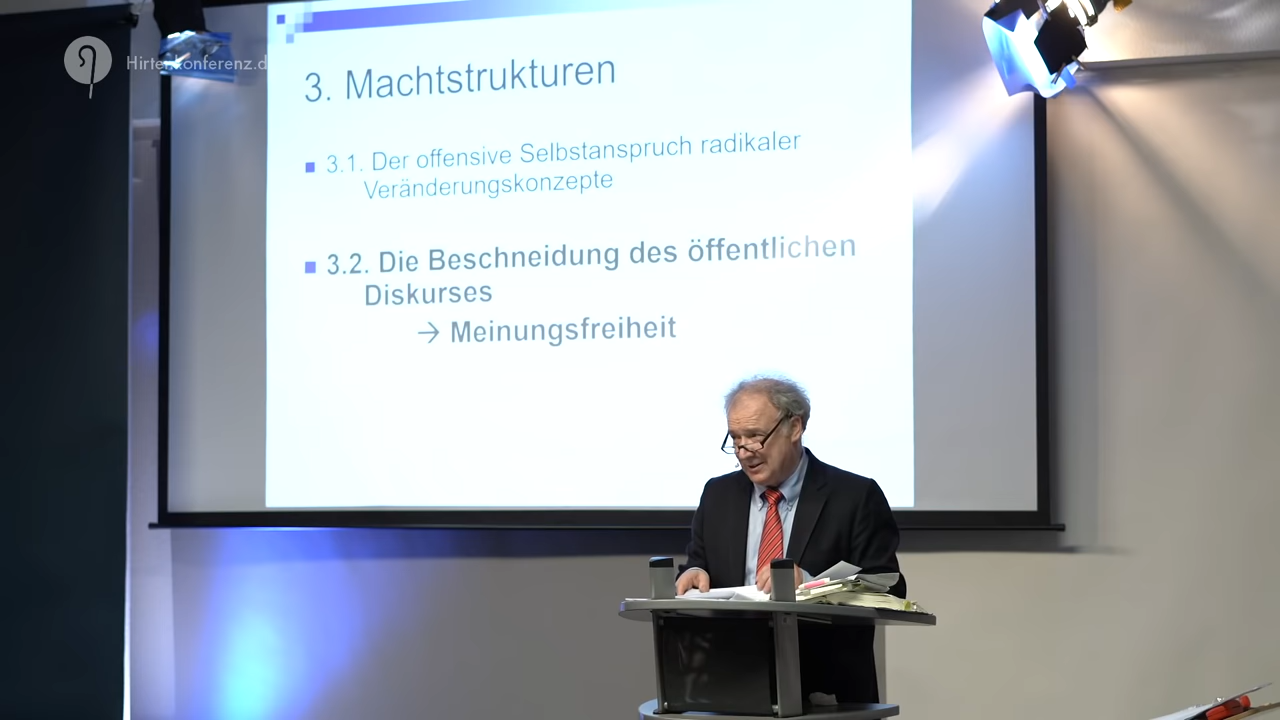 Hirtenkonferenz.d
3. Machtstrukturen
3.1. Der offensive Selbstanspruch radikaler
Veränderungskonzepte
3.2. Die Beschneidung des öffentlichen
Diskurses
→ Meinungsfreiheit